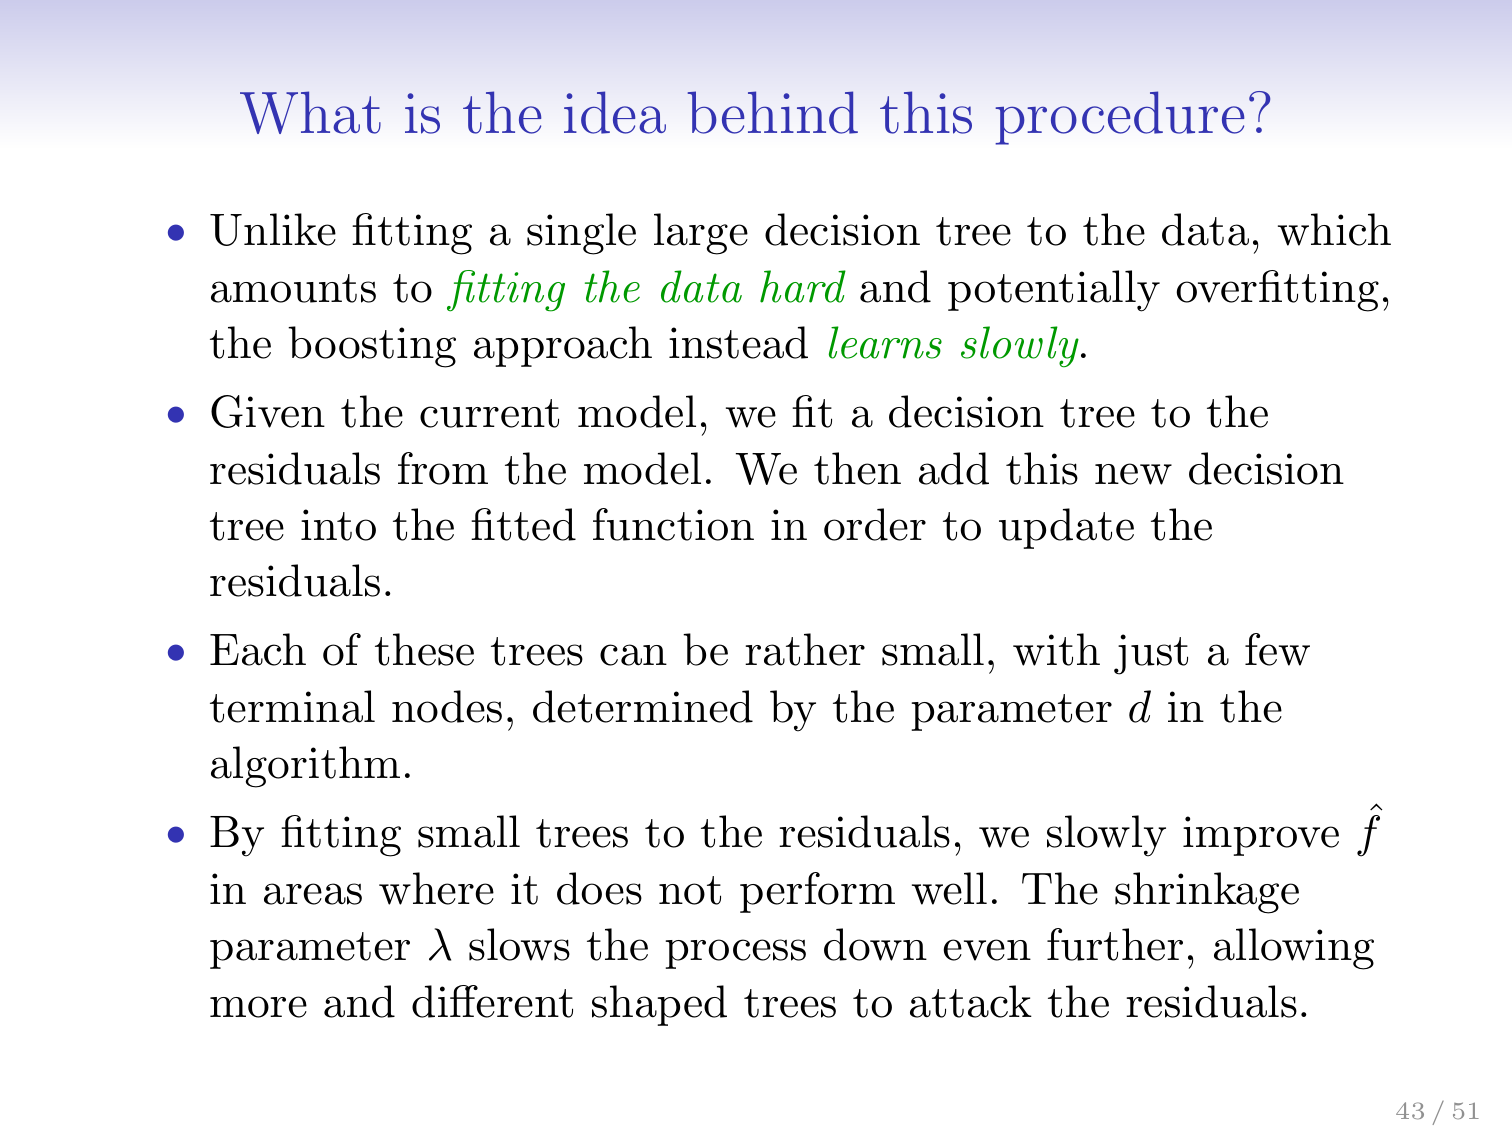 What is the idea behind this procedure?
• Unlike fitting a single large decision tree to the data, which
amounts to fitting the data hard and potentially overfitting,
the boosting approach instead learns slowly.
• Given the current model, we fit a decision tree to the
residuals from the model. We then add this new decision
tree into the fitted function in order to update the
residuals.
• Each of these trees can be rather small, with just a few
terminal nodes, determined by the parameter d in the
algorithm.
• By fitting small trees to the residuals, we slowly improve f̂
in areas where it does not perform well. The shrinkage
parameter λ slows the process down even further, allowing
more and different shaped trees to attack the residuals.
43 / 51